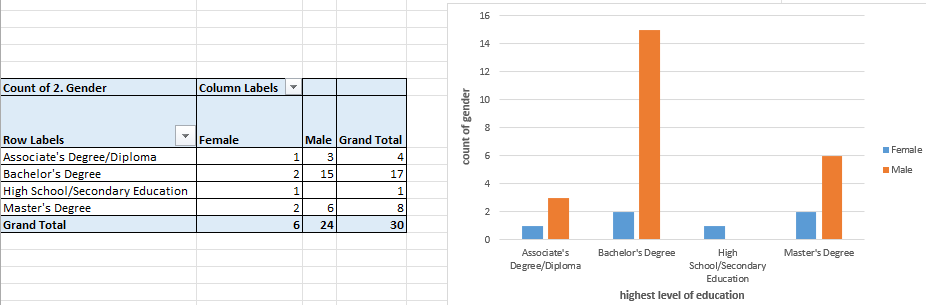 Count of 2. Gender Column Labels
Row Labels Female Male Grand Total
Associate's Degree/Diploma 1 3 4
Bachelor's Degree 2 15 17
High School/Secondary Education 1 1
Master's Degree 2 6 8
Grand Total 6 24 30
count of gender
16
14
12
10
8
6
4
2
0
Associate's
Degree/Diploma
Bachelor's Degree
High
School/Secondary
Education
Master's Degree
highest level of education
Female
Male